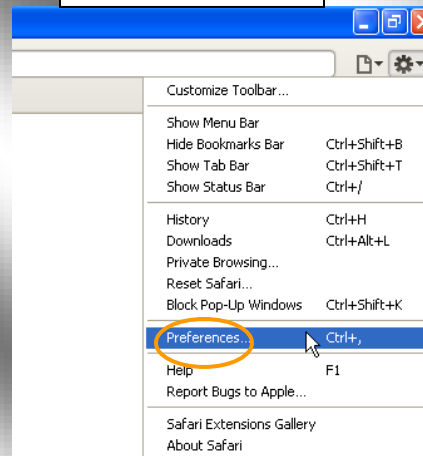 Customize Toolbar...
Show Menu Bar
Hide Bookmarks Bar Ctrl+Shift+B
Show Tab Bar Ctrl+Shift+T
Show Status Bar Ctrl+/
History Ctrl+H
Downloads Ctrl+Alt+L
Private Browsing...
Reset Safari...
Block Pop-Up Windows Ctrl+Shift+K
Preferences... Ctrl+,
Help F1
Report Bugs to Apple...
Safari Extensions Gallery
About Safari